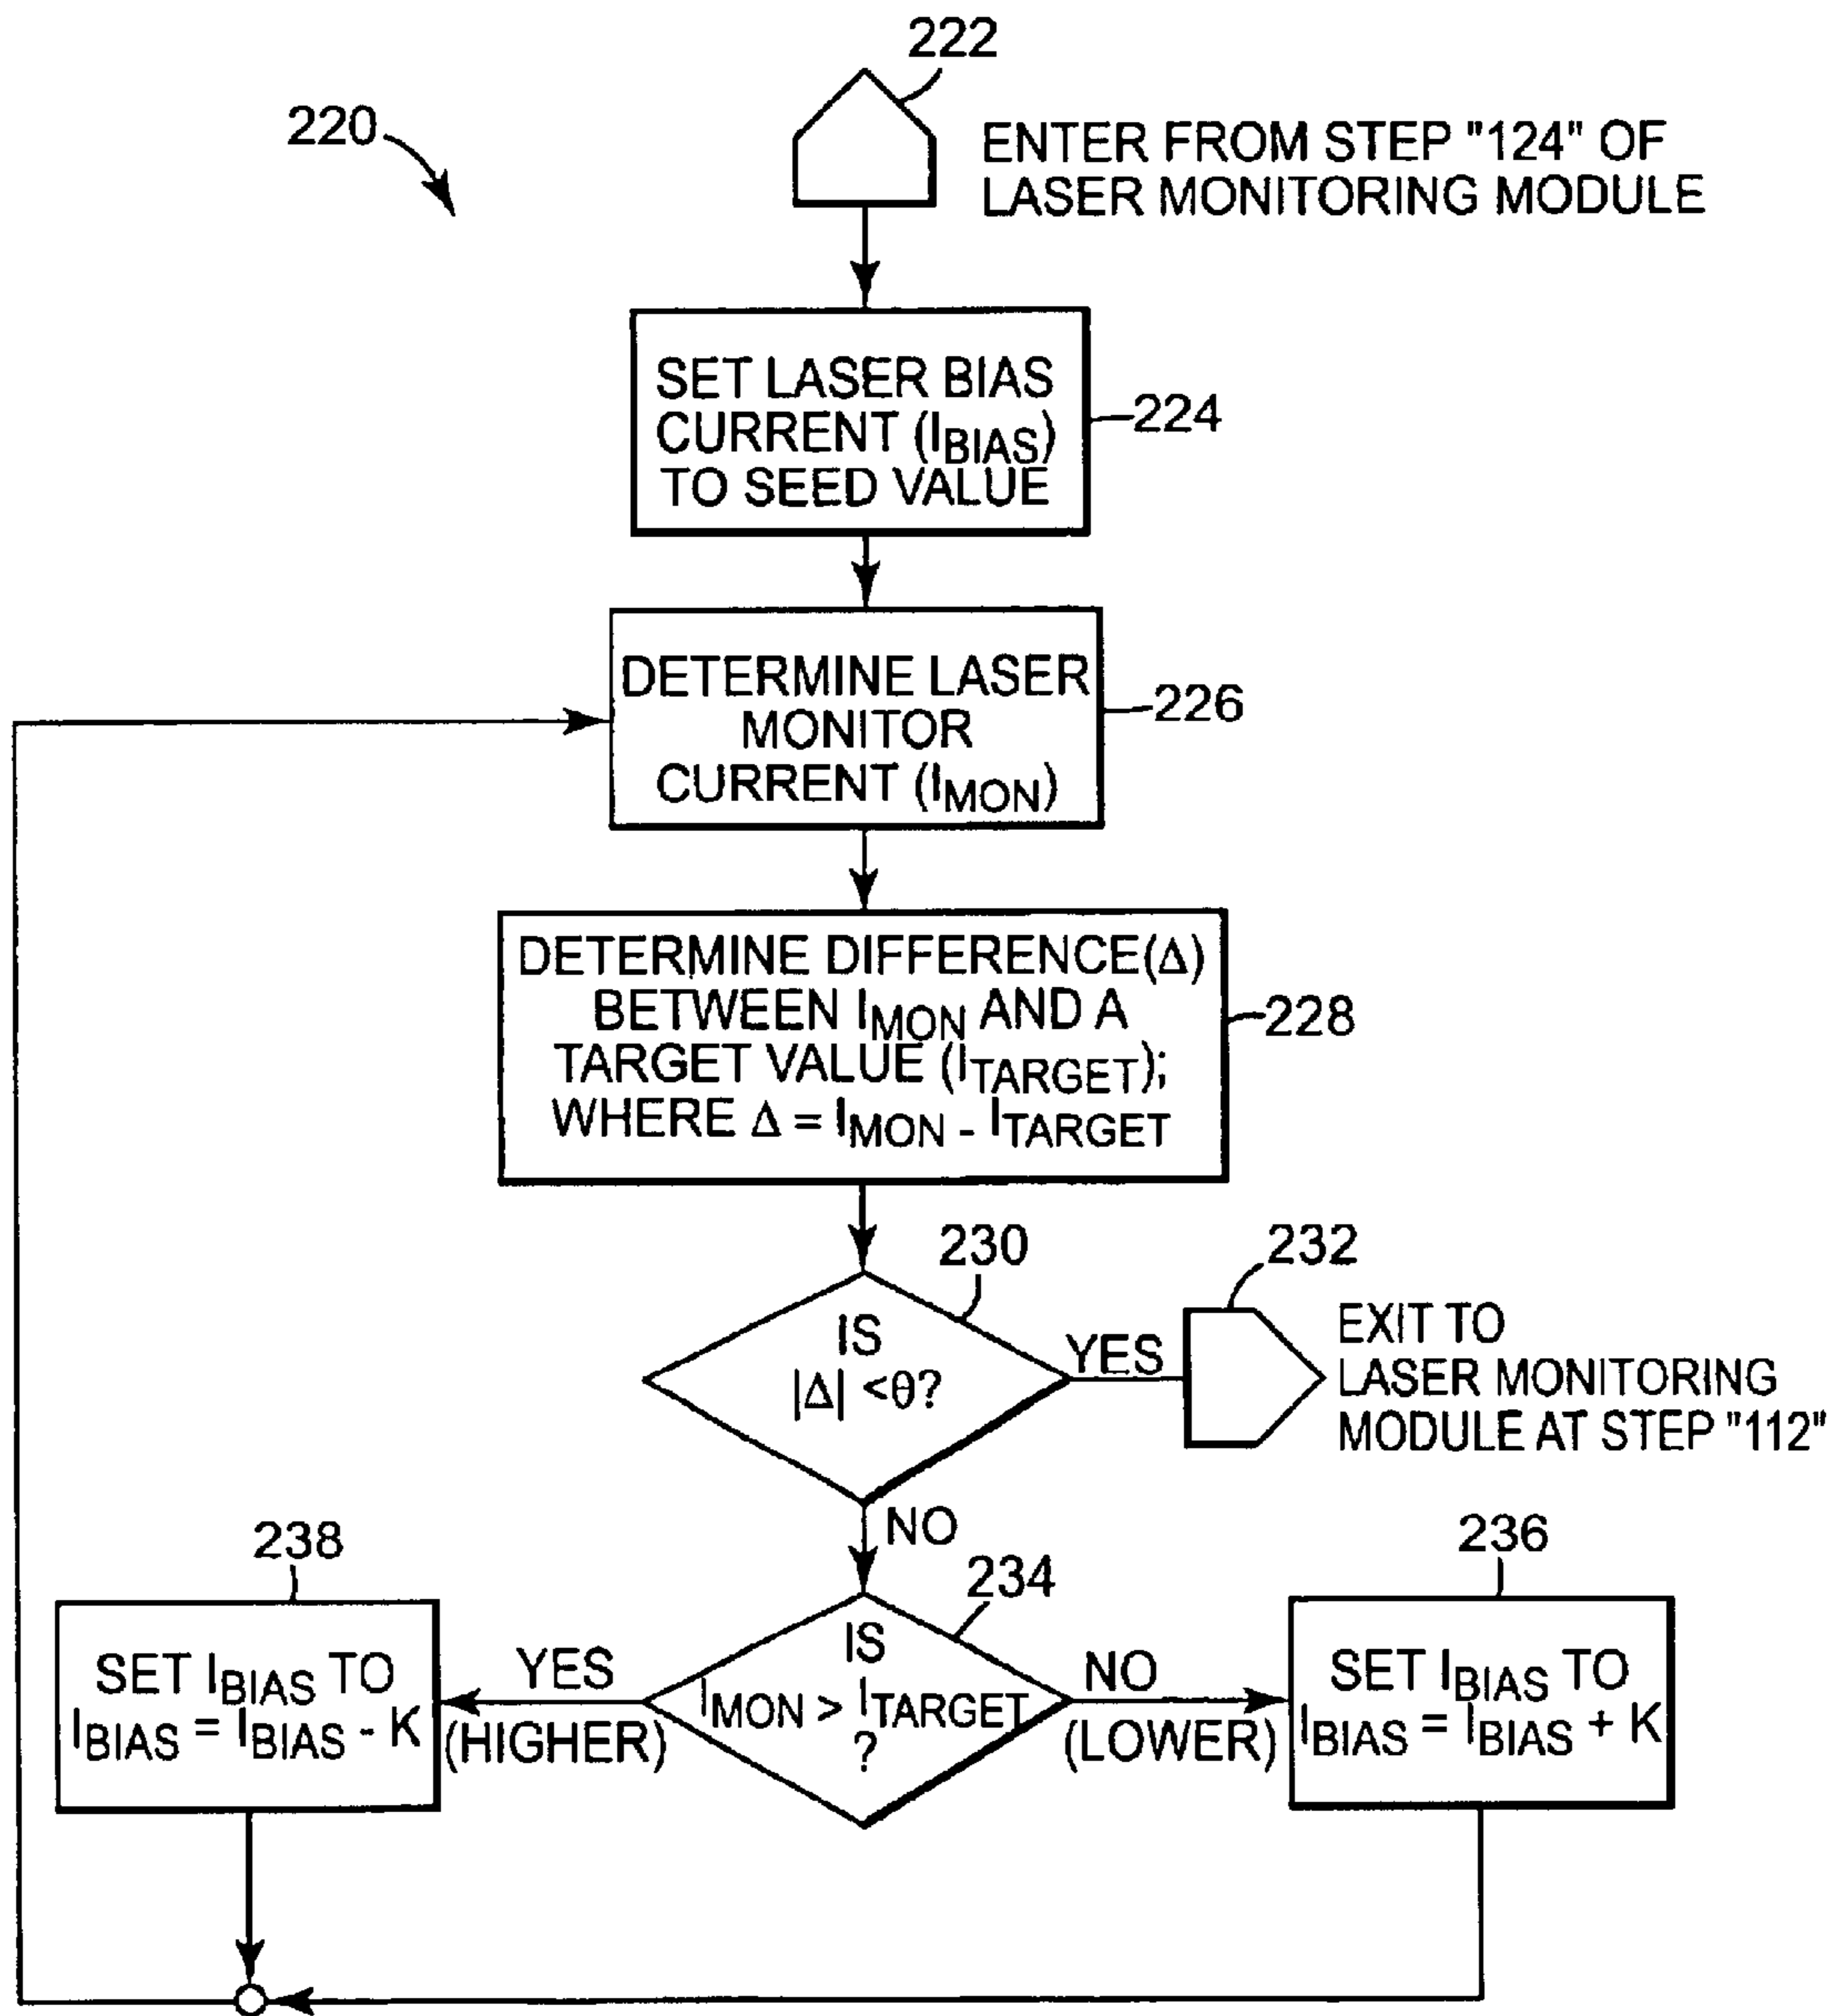 222
220
ENTER FROM STEP "124" OF
LASER MONITORING MODULE
SET LASER BIAS
CURRENT (IBIAS)
TO SEED VALUE
224
DETERMINE LASER
MONITOR
CURRENT (IMON)
226
DETERMINE DIFFERENCE(Δ)
BETWEEN IMON AND A
TARGET VALUE (ITARGET);
WHERE Δ = IMON - ITARGET
228
230
IS
|Δ| <θ?
YES
232
EXIT TO
LASER MONITORING
MODULE AT STEP "112"
NO
234
IS
IMON > ITARGET
?
YES
(HIGHER)
238
SET IBIAS TO
IBIAS = IBIAS - K
NO
(LOWER)
236
SET IBIAS TO
IBIAS = IBIAS + K